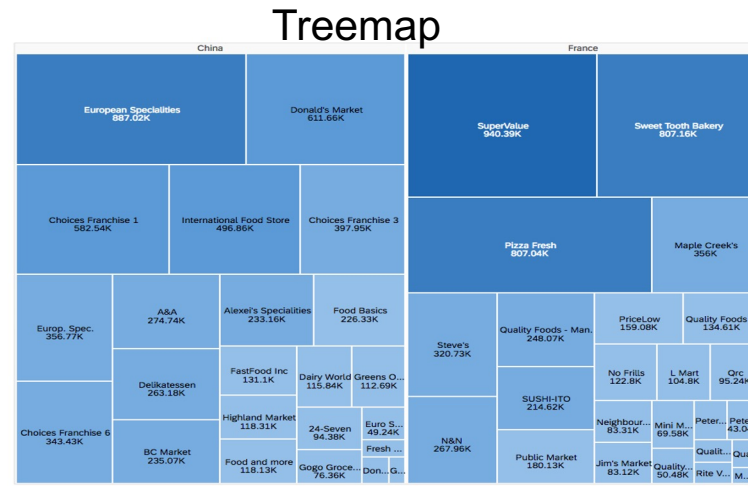 Treemap
China
France
European Specialities
887.02K
Donald's Market
611.66K
Choices Franchise 1
582.54K
International Food Store
496.86K
Choices Franchise 3
397.95K
Europ. Spec.
356.77K
A&A
274.74K
Alexei's Specialities
233.16K
Food Basics
226.33K
Delikatessen
263.18K
FastFood Inc
131.1K
Dairy World
115.84K
Greens O...
112.69K
Choices Franchise 6
343.43K
BC Market
235.07K
Highland Market
118.31K
24-Seven
94.38K
Euro S...
49.24K
Fresh ...
Food and more
118.13K
Gogo Groce...
76.36K
Don...
G...
SuperValue
940.39K
Sweet Tooth Bakery
807.16K
Pizza Fresh
807.04K
Maple Creek's
356K
Steve's
320.73K
Quality Foods - Man.
248.07K
PriceLow
159.08K
Quality Foods
134.61K
No Frills
122.8K
L Mart
104.8K
Qrc
95.24K
SUSHI-ITO
214.62K
N&N
267.96K
Public Market
180.13K
Neighbour...
83.31K
Mini M...
69.58K
Peter...
Pete
43.0
Jim's Market
83.12K
Quality...
50.48K
Qualit...
Qua
Rite V...
M...